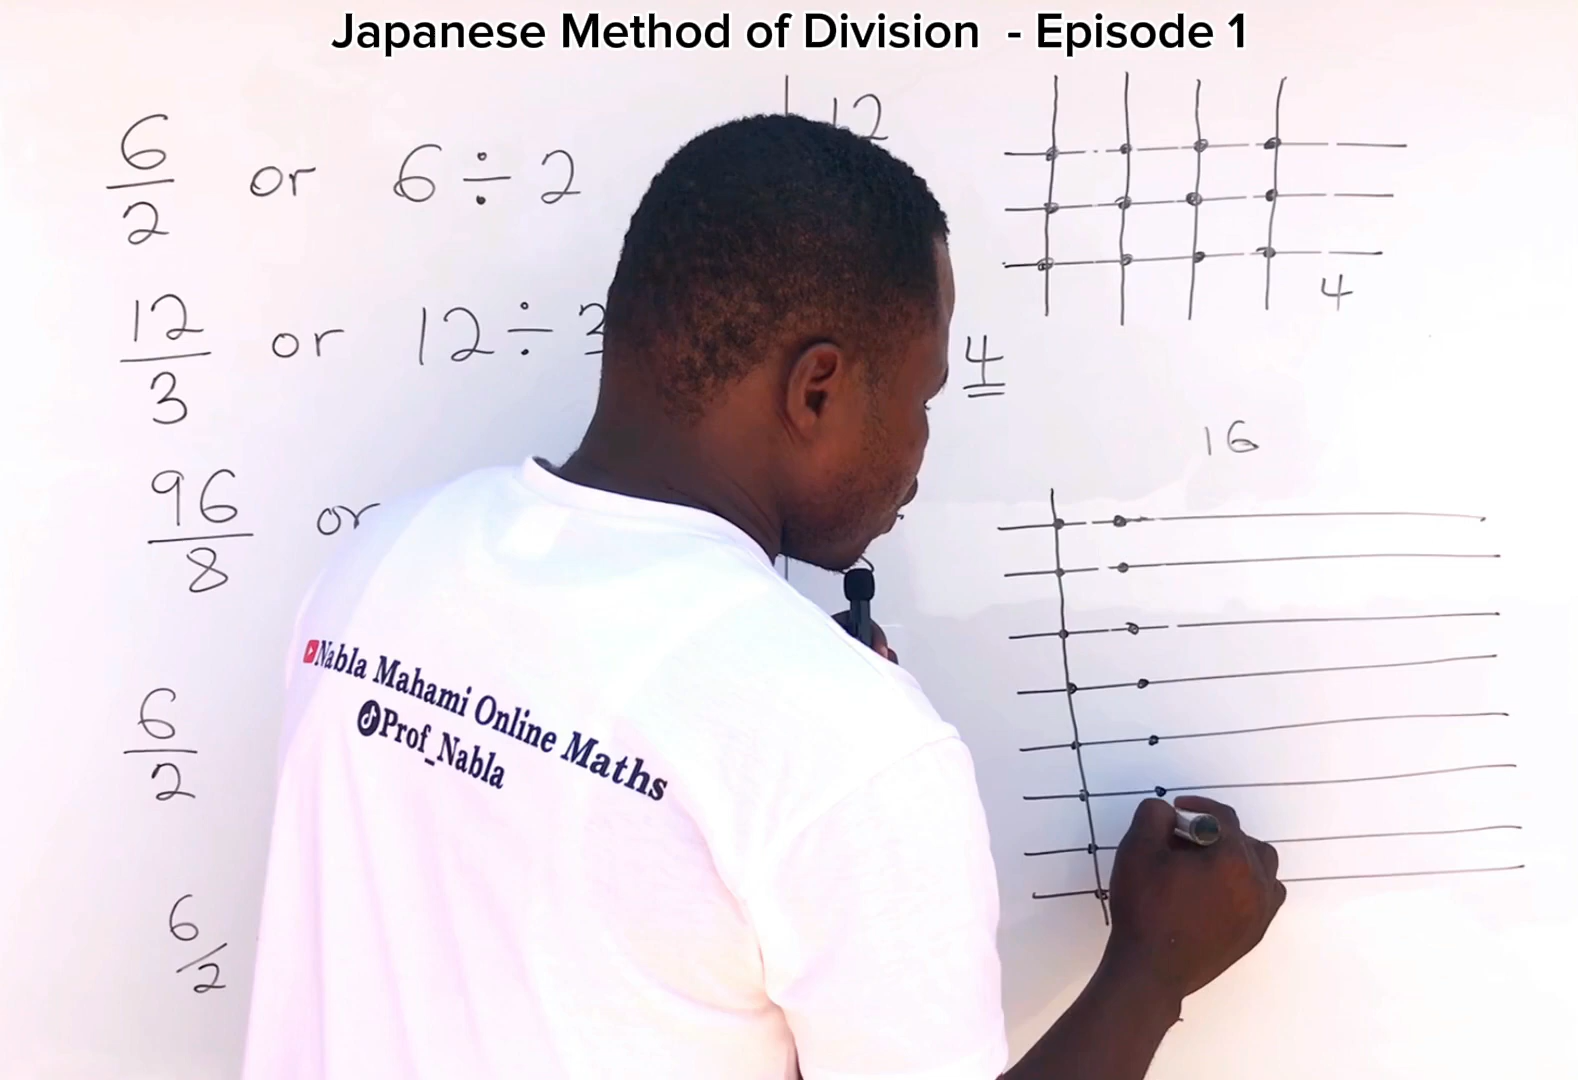 Japanese Method of Division - Episode 1
6/2 or 6 ÷ 2
12
4
12/3 or 12 ÷ 3
4
16
96/8 or
Nabla Mahami Online Maths
Prof_Nabla
6/2
6/2